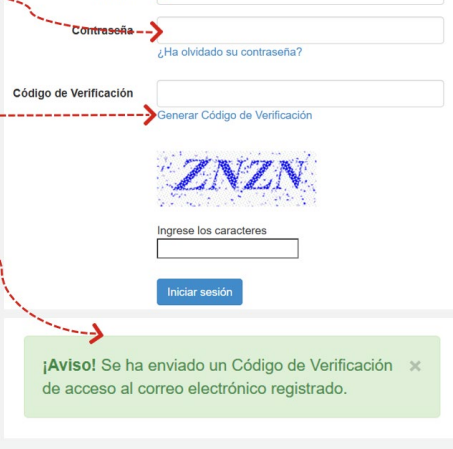 Contraseña
¿Ha olvidado su contraseña?
Código de Verificación
Generar Código de Verificación
ZNZN
Ingrese los caracteres
Iniciar sesión
¡Aviso! Se ha enviado un Código de Verificación ×
de acceso al correo electrónico registrado.